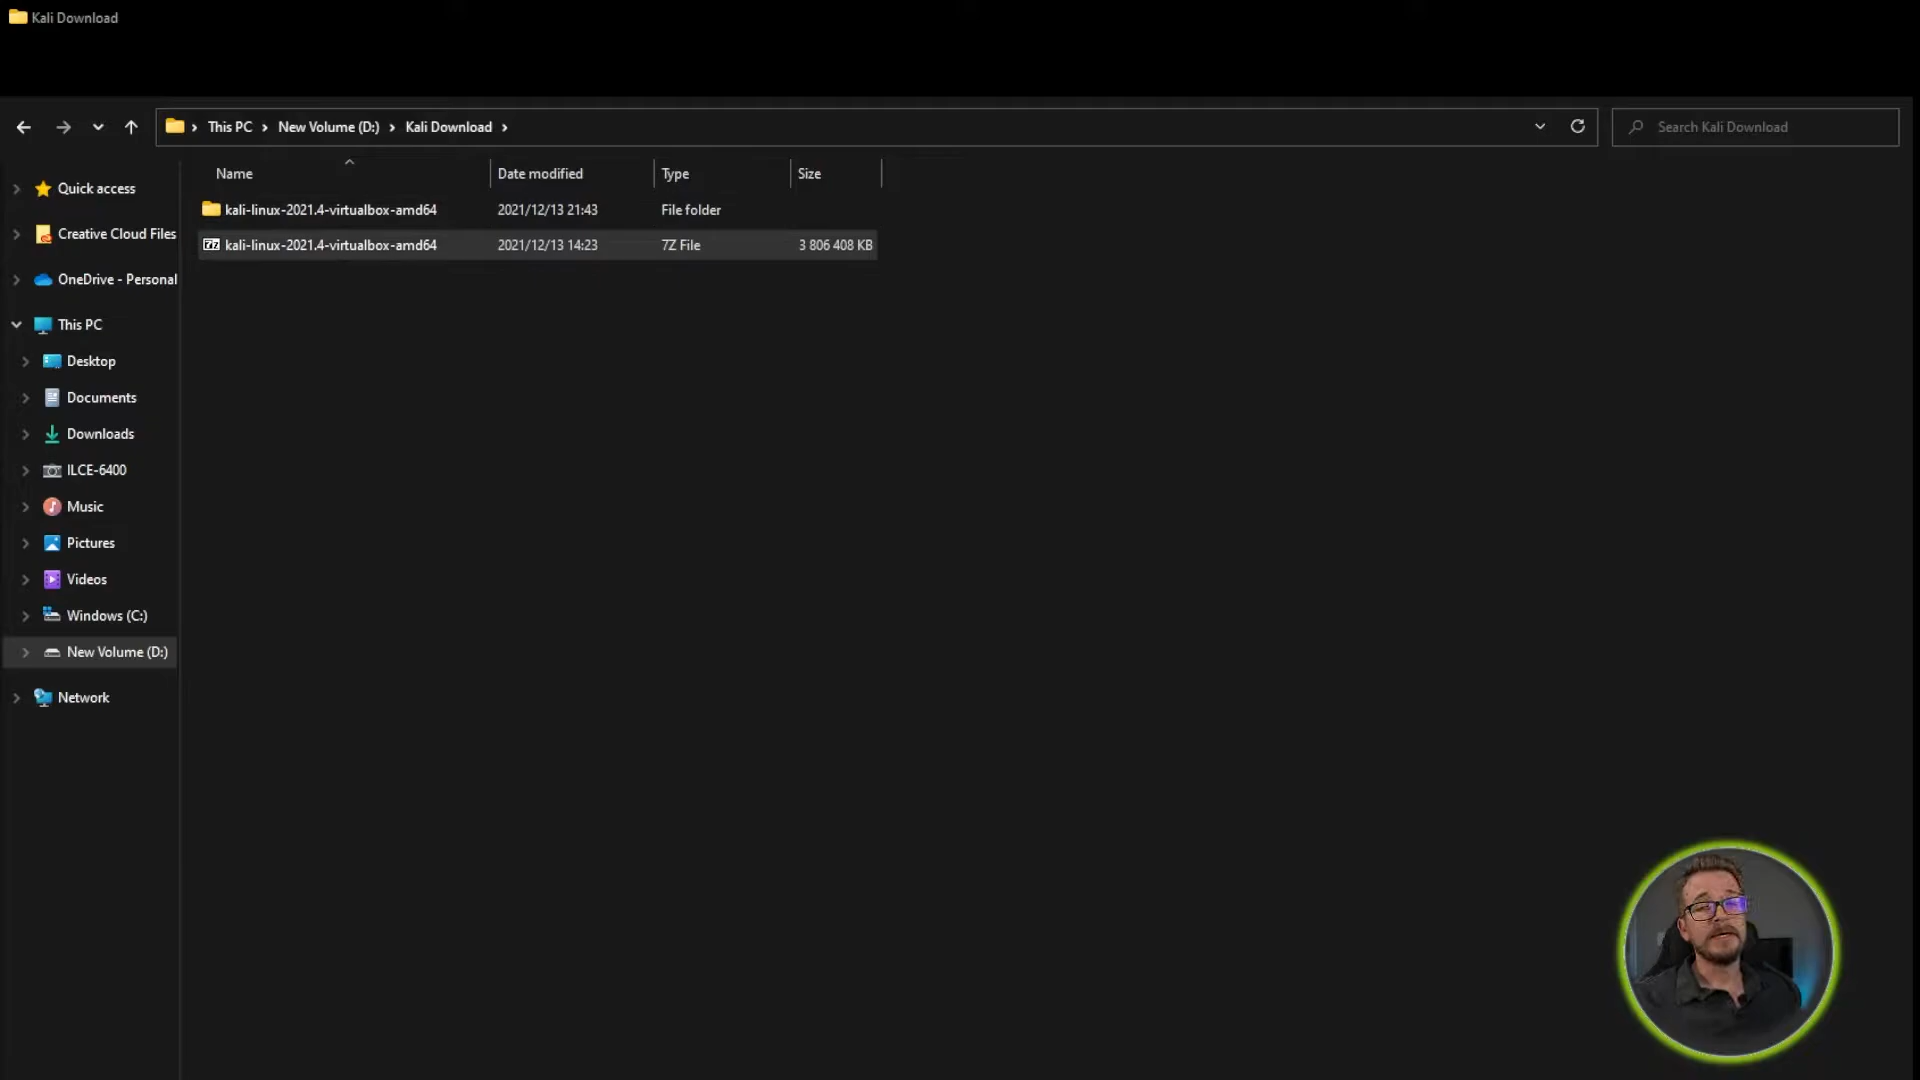 Kali Download
This PC > New Volume (D:) > Kali Download >
Search Kali Download
Name Date modified Type Size
kali-linux-2021.4-virtualbox-amd64 2021/12/13 21:43 File folder
kali-linux-2021.4-virtualbox-amd64 2021/12/13 14:23 7Z File 3 806 408 KB
Quick access
Creative Cloud Files
OneDrive - Personal
This PC
Desktop
Documents
Downloads
ILCE-6400
Music
Pictures
Videos
Windows (C:)
New Volume (D:)
Network